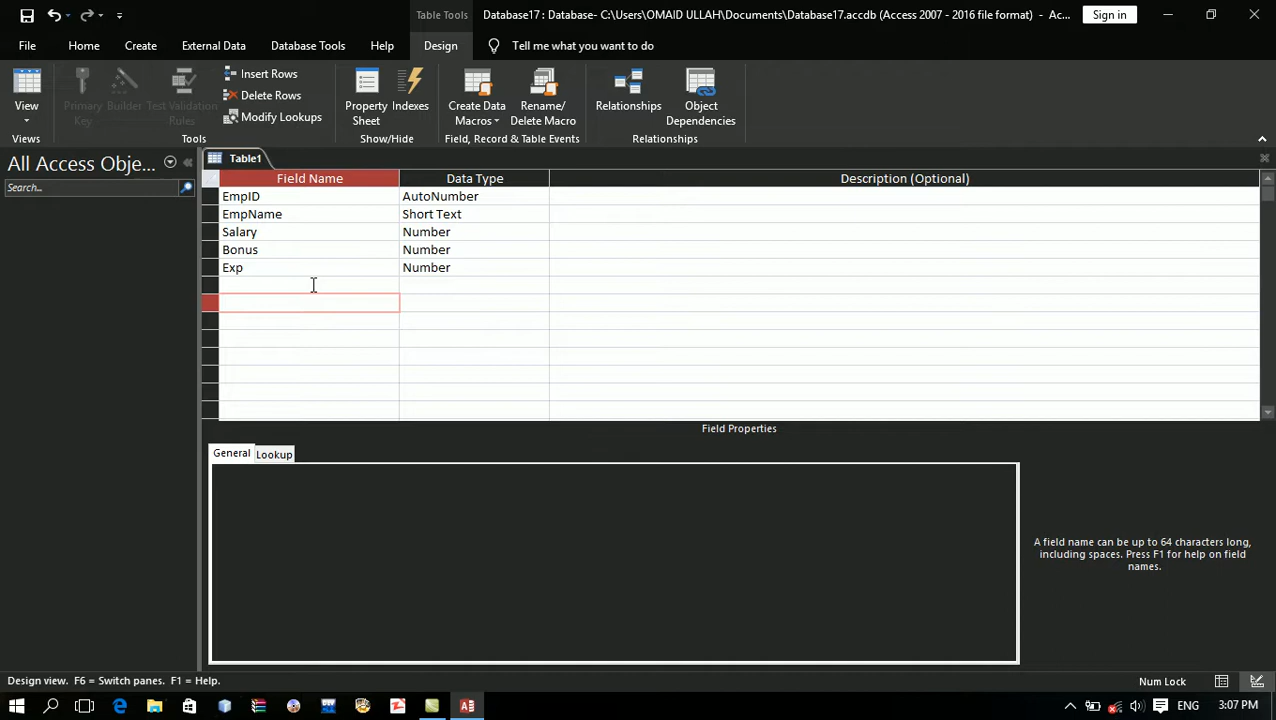 Table Tools
Database17 : Database- C:\Users\OMAID ULLAH\Documents\Database17.accdb (Access 2007 - 2016 file format) - Ac...
Sign in
File Home Create External Data Database Tools Help Design Tell me what you want to do
View
Views
Primary Key
Builder
Test Validation Rules
Insert Rows
Delete Rows
Modify Lookups
Tools
Property Sheet
Indexes
Show/Hide
Create Data Macros
Rename/ Delete Macro
Field, Record & Table Events
Relationships
Object Dependencies
Relationships
All Access Obje...
Search...
Table1
Field Name Data Type Description (Optional)
EmpID AutoNumber
EmpName Short Text
Salary Number
Bonus Number
Exp Number
Field Properties
General Lookup
A field name can be up to 64 characters long,
including spaces. Press F1 for help on field
names.
Design view. F6 = Switch panes. F1 = Help.
Num Lock
ENG
3:07 PM